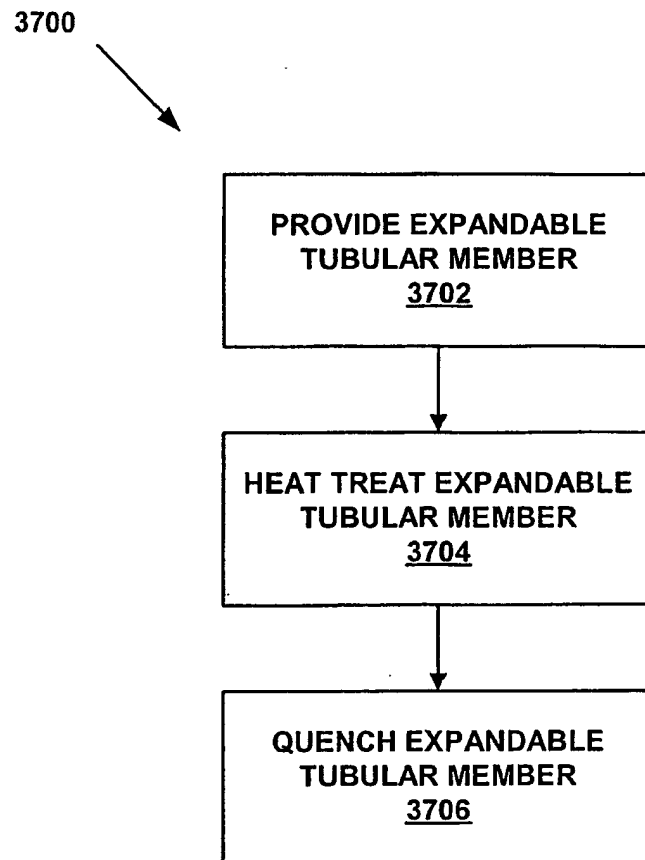 3700
PROVIDE EXPANDABLE
TUBULAR MEMBER
3702
HEAT TREAT EXPANDABLE
TUBULAR MEMBER
3704
QUENCH EXPANDABLE
TUBULAR MEMBER
3706